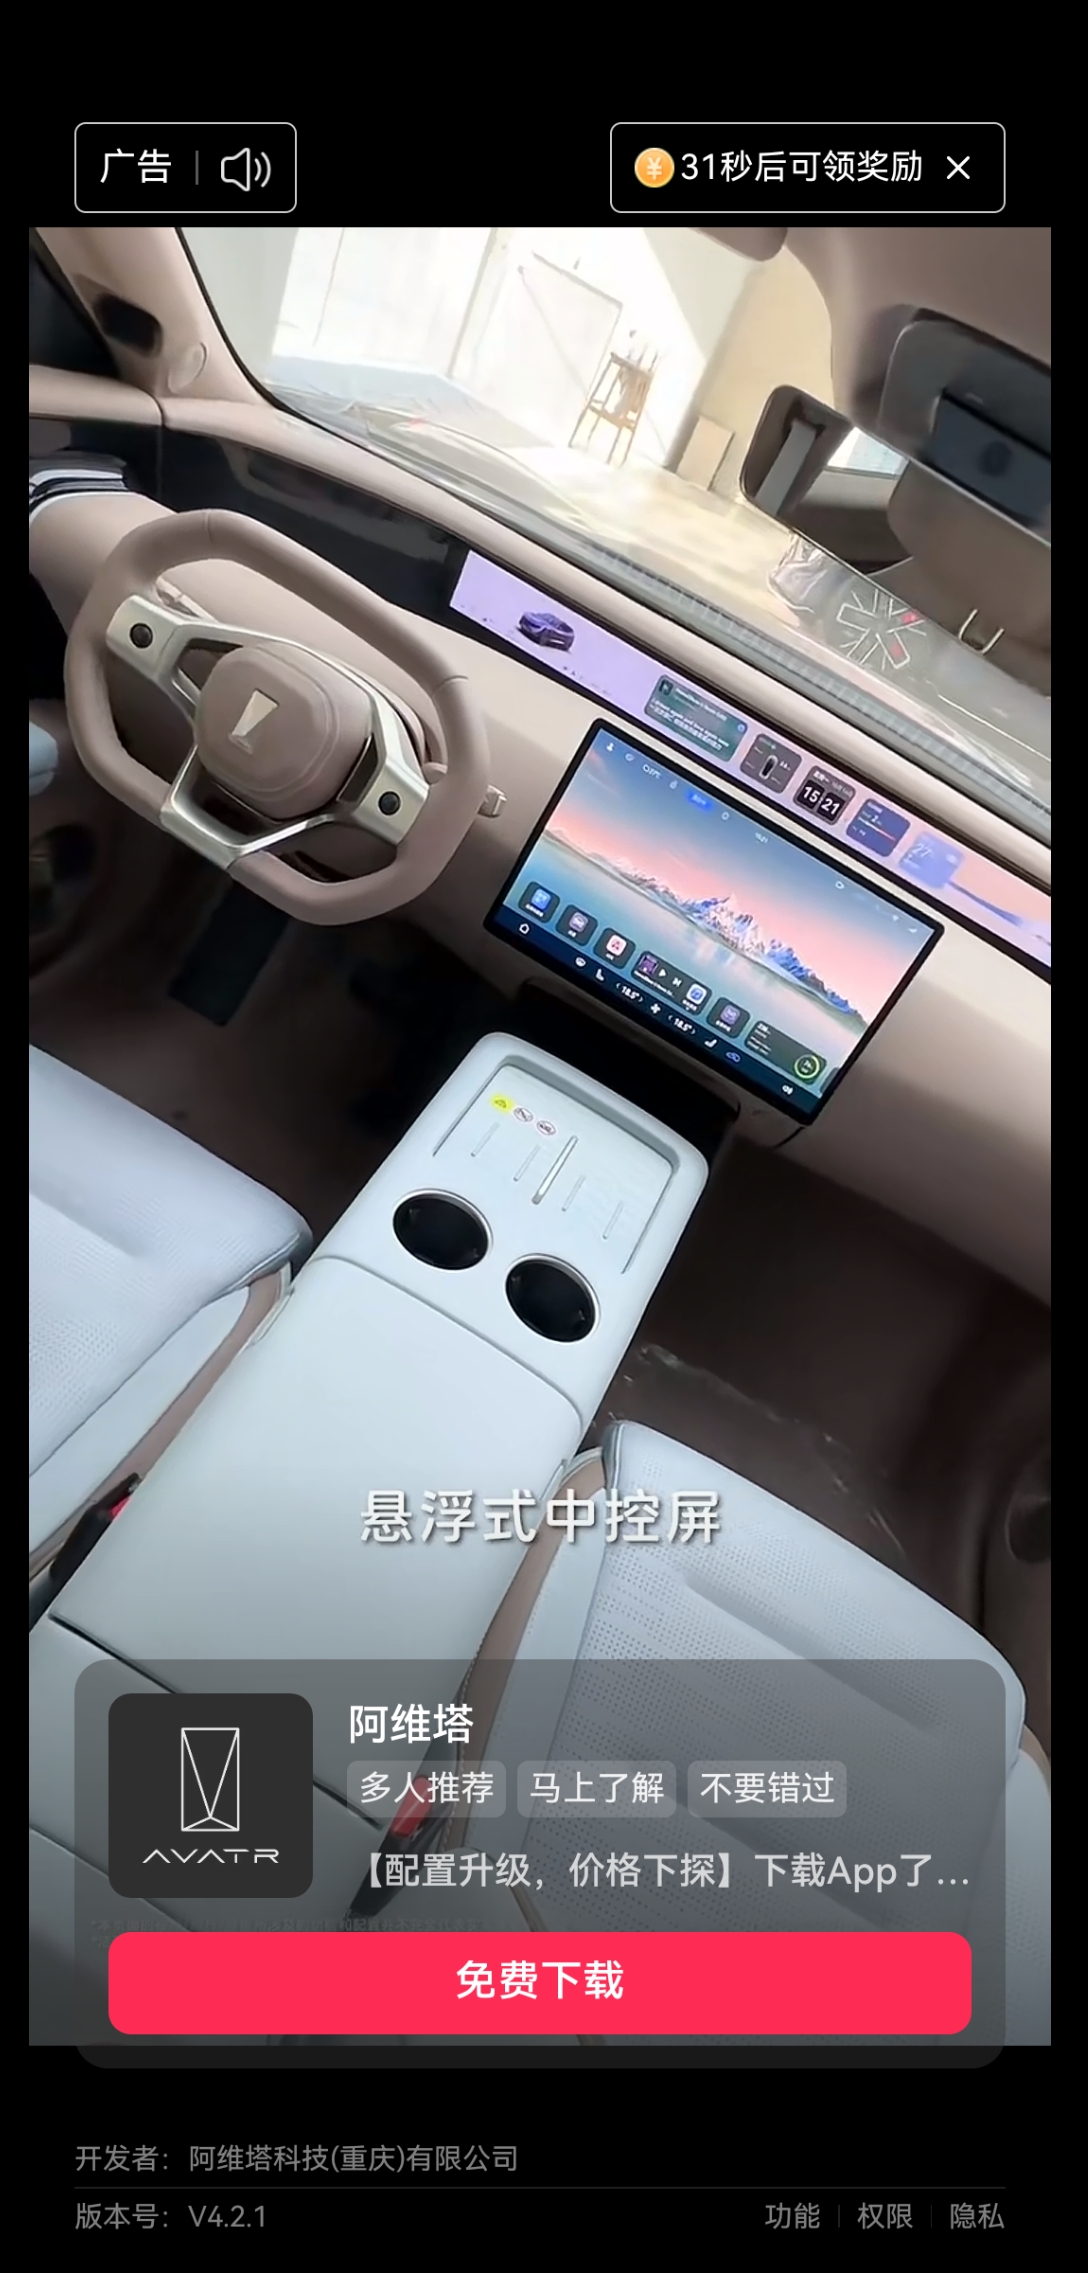 广告
31秒后可领奖励
15 21
悬浮式中控屏
阿维塔
多人推荐 马上了解 不要错过
【配置升级，价格下探】下载App了...
AVATR
免费下载
开发者：阿维塔科技(重庆)有限公司
版本号：V4.2.1
功能 权限 隐私